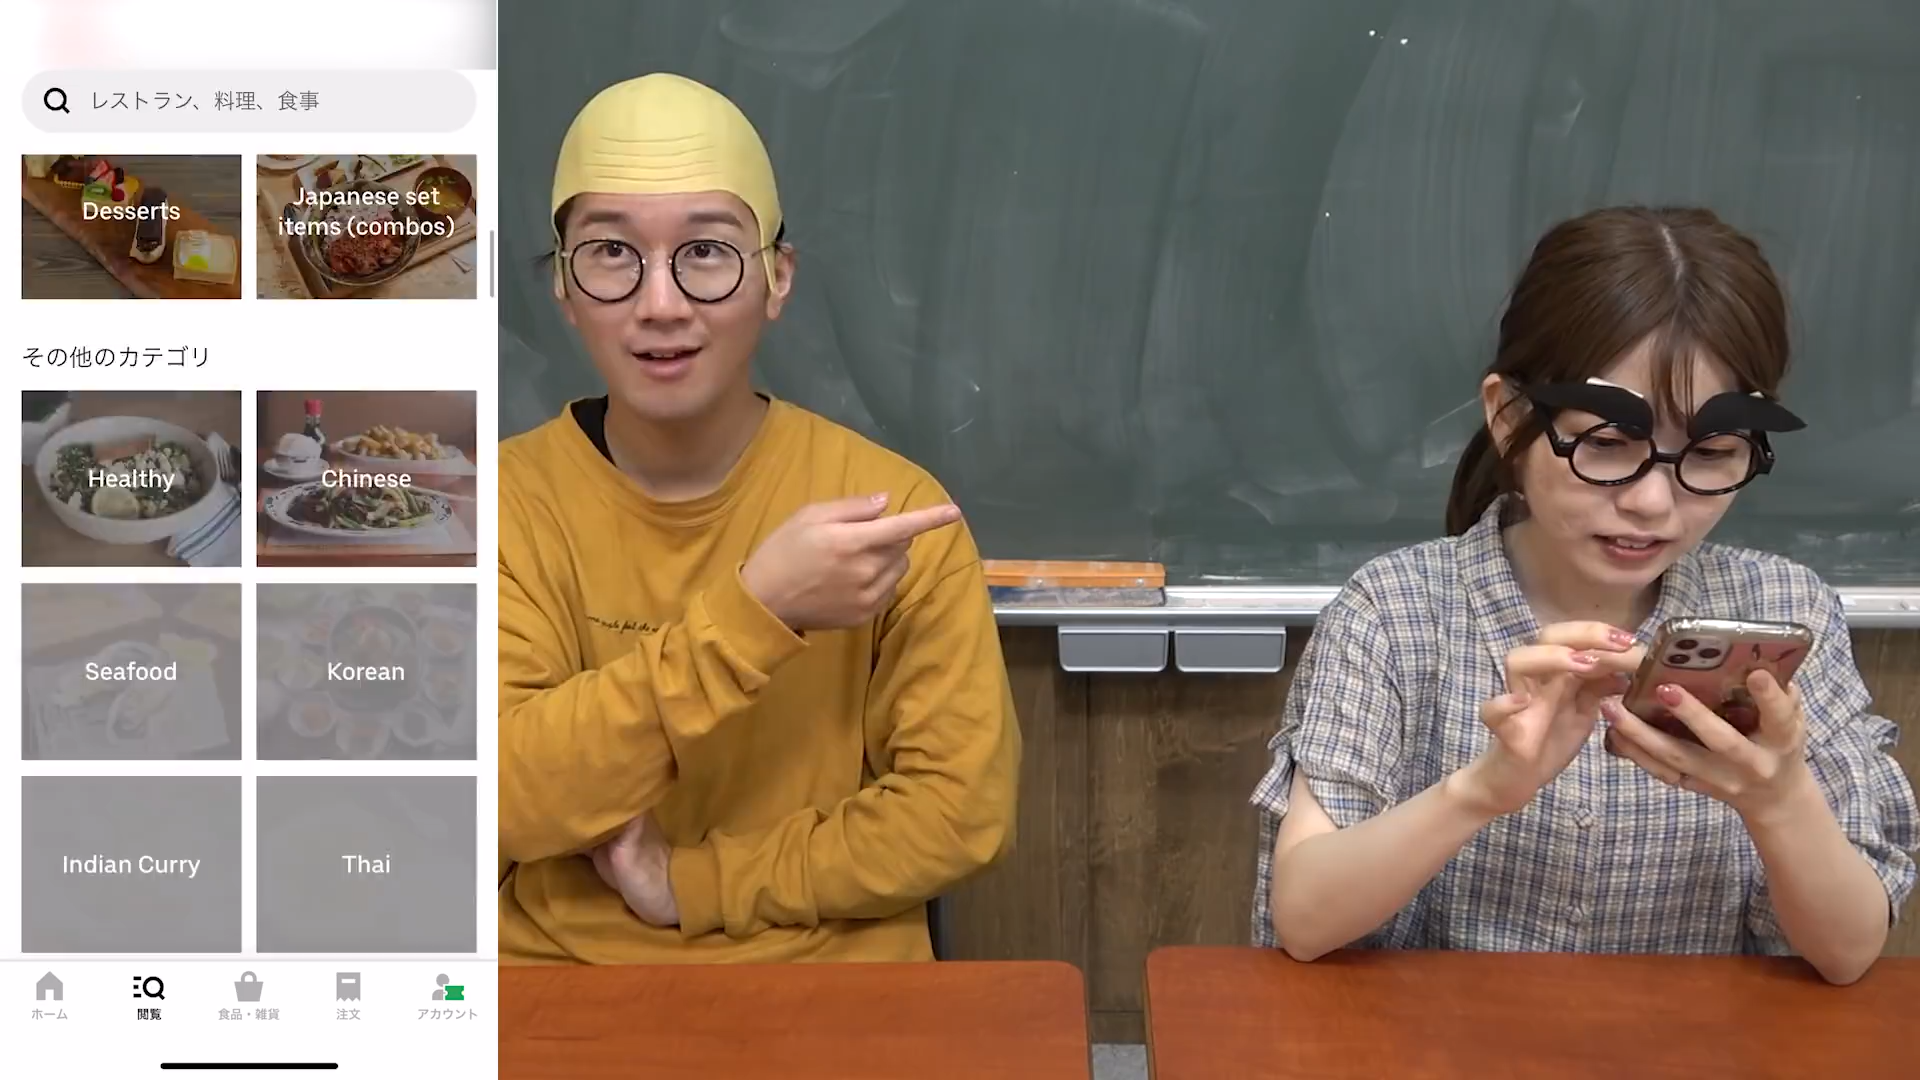 レストラン、料理、食事
Desserts
Japanese set
items (combos)
その他のカテゴリ
Healthy
Chinese
Seafood
Korean
Indian Curry
Thai
ホーム
閲覧
食品・雑貨
注文
アカウント